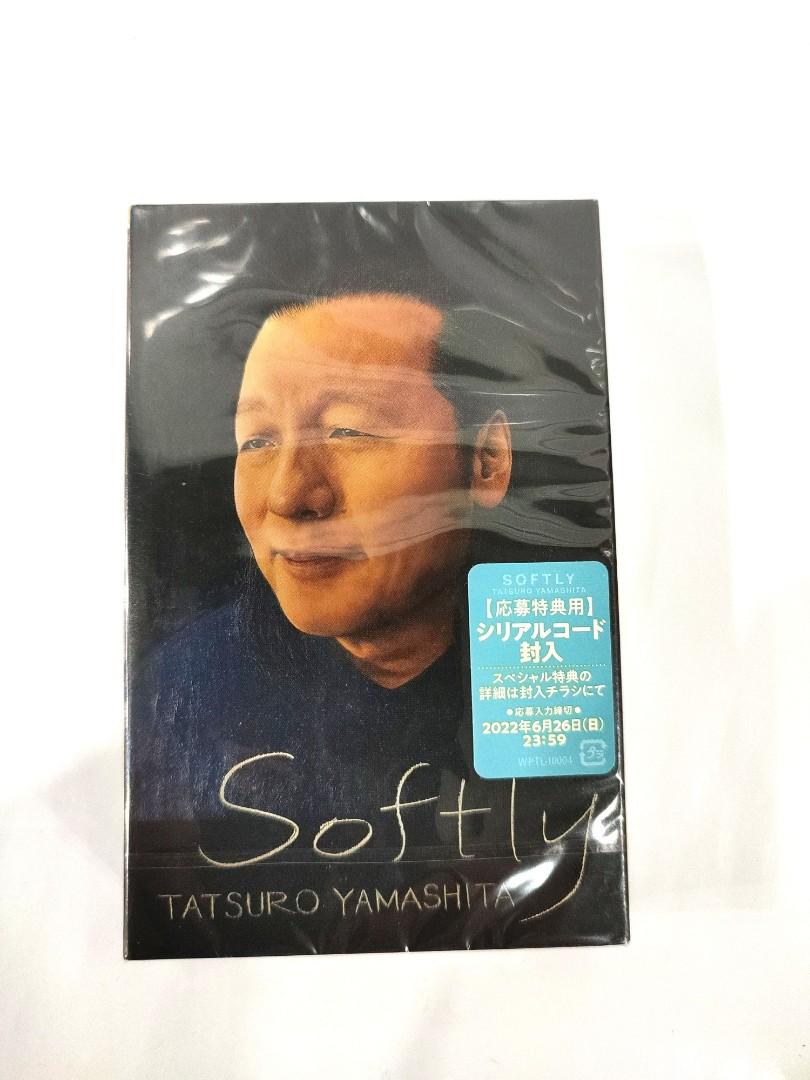 SOFTLY
TATSURO YAMASHITA
【応募特典用】
シリアルコード
封入
スペシャル特典の
詳細は封入チラシにて
●応募入力締切●
2022年6月26日(日)
23:59
プラ
WPTL-10004
Softly
TATSURO YAMASHITA